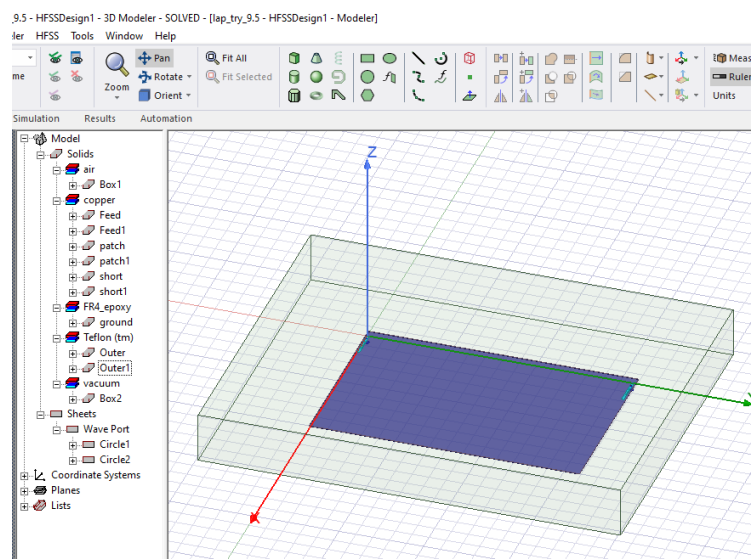 _9.5 - HFSSDesign1 - 3D Modeler - SOLVED - [lap_try_9.5 - HFSSDesign1 - Modeler]
ler HFSS Tools Window Help
me
Zoom
Pan
Rotate
Orient
Fit All
Fit Selected
Meas
Ruler
Units
Simulation Results Automation
Model
Solids
air
Box1
copper
Feed
Feed1
patch
patch1
short
short1
FR4_epoxy
ground
Teflon (tm)
Outer
Outer1
vacuum
Box2
Sheets
Wave Port
Circle1
Circle2
Coordinate Systems
Planes
Lists
Z
X